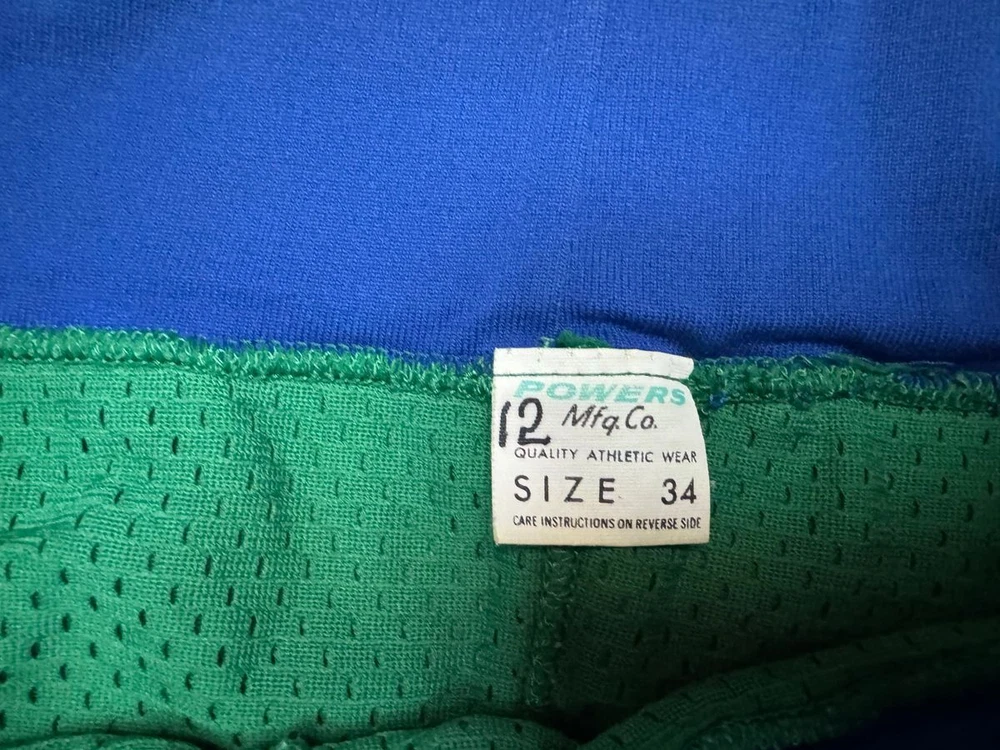 POWERS
12 Mfg. Co.
QUALITY ATHLETIC WEAR
SIZE 34
CARE INSTRUCTIONS ON REVERSE SIDE